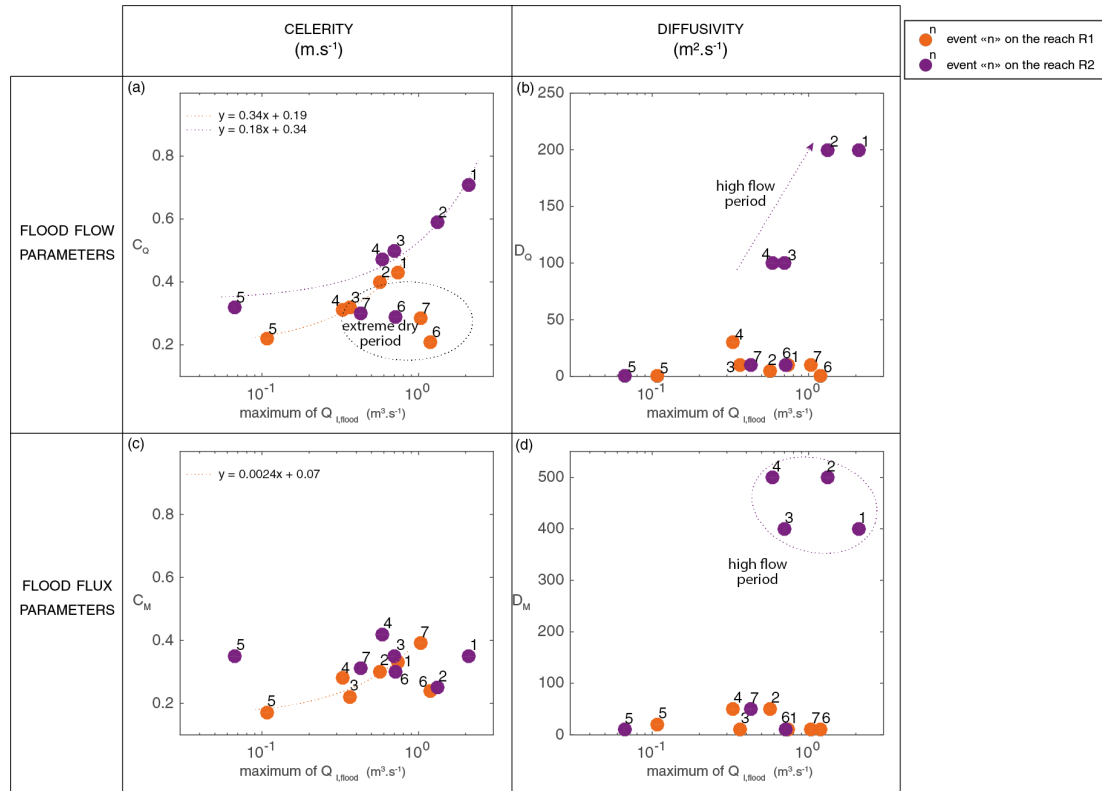 CELERITY
(m.s⁻¹)
DIFFUSIVITY
(m².s⁻¹)
n
event «n» on the reach R1
n
event «n» on the reach R2
FLOOD FLOW
PARAMETERS
(a)
y = 0.34x + 0.19
y = 0.18x + 0.34
0.8
0.6
C_Q
0.4
0.2
1
2
3
4
1
2
5
4
3
7
6
7
5
6
extreme dry
period
10⁻¹
10⁰
maximum of Q I,flood (m³.s⁻¹)
(b)
250
200
150
D_Q
100
50
0
2
1
high flow
period
4
3
4
5
5
3
7
2
6
1
7
6
10⁻¹
10⁰
maximum of Q I,flood (m³.s⁻¹)
FLOOD FLUX
PARAMETERS
(c)
y = 0.0024x + 0.07
0.8
0.6
C_M
0.4
0.2
4
7
5
3
1
1
4
7
2
6
3
6
2
5
10⁻¹
10⁰
maximum of Q I,flood (m³.s⁻¹)
(d)
500
400
500
300
D_M
100
50
0
4
2
3
1
high flow
period
4
7
2
5
5
3
6
1
7
6
10⁻¹
10⁰
maximum of Q I,flood (m³.s⁻¹)